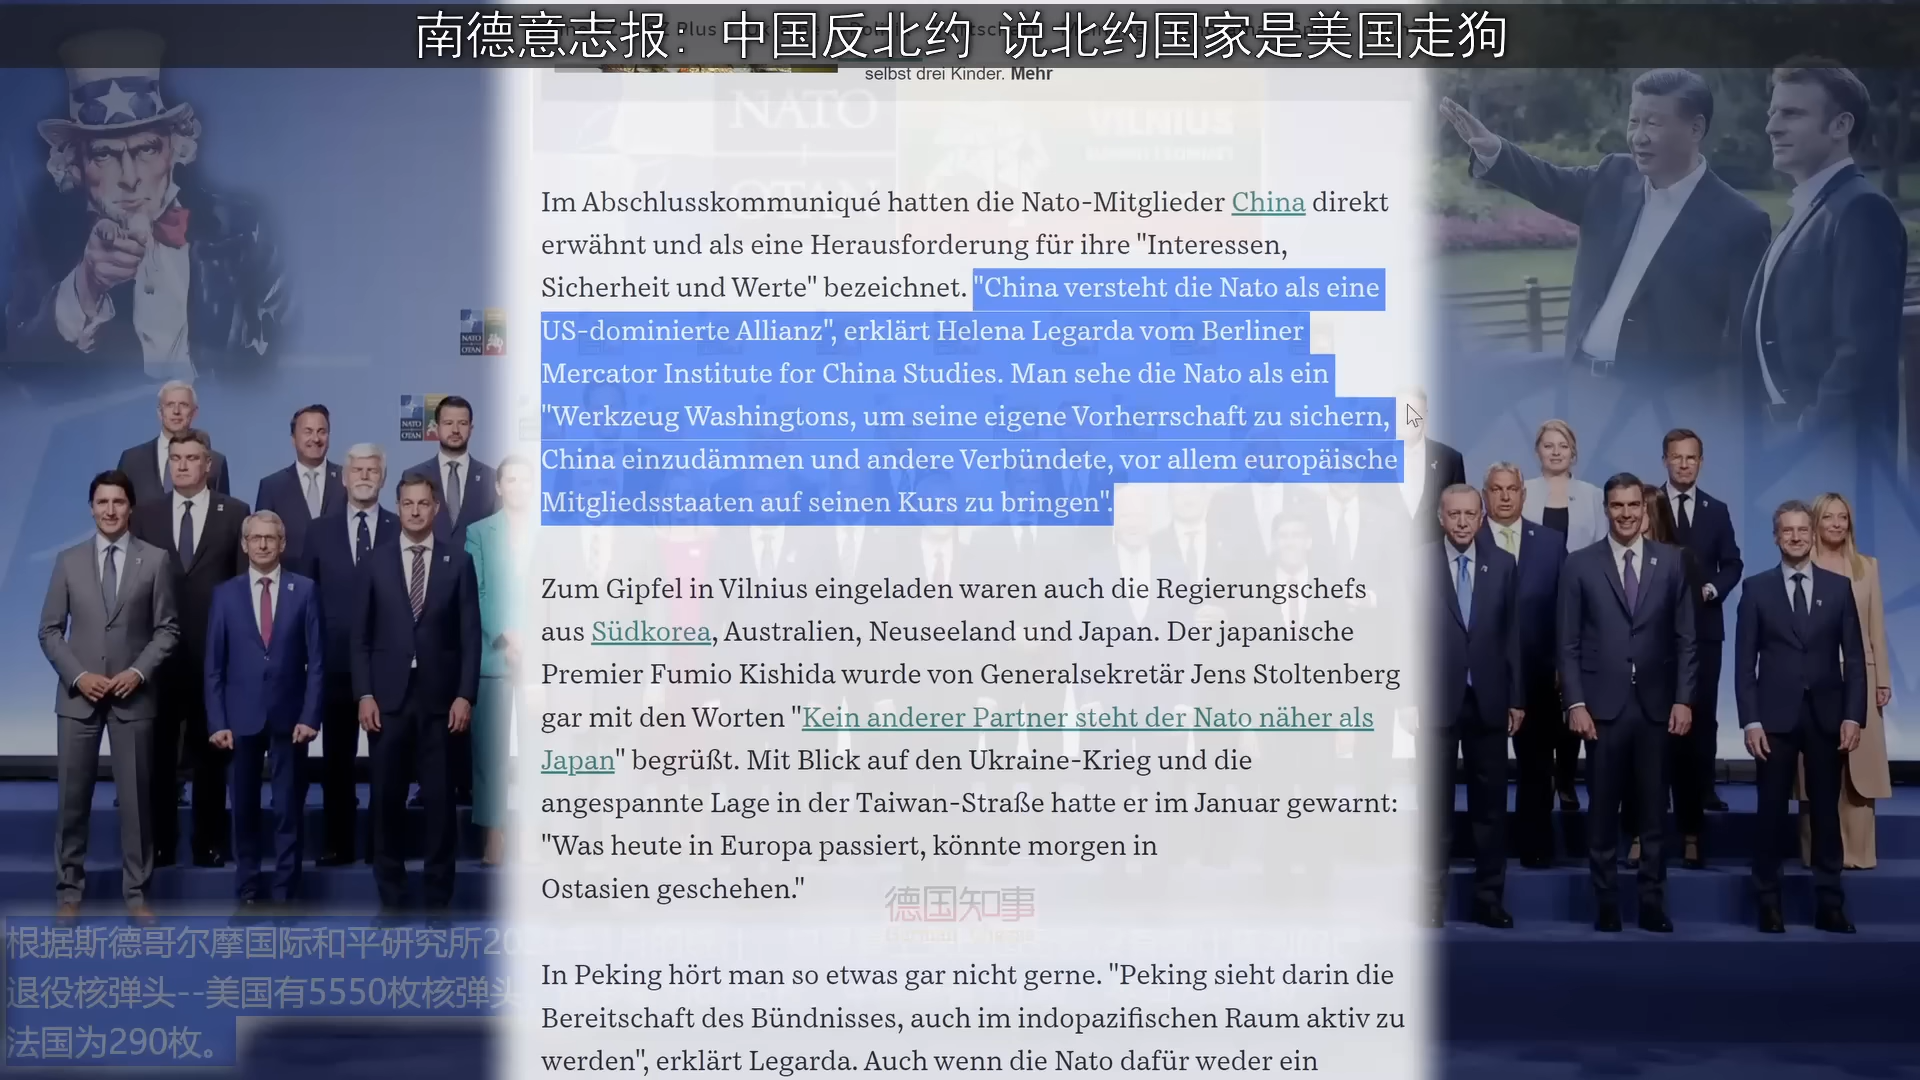 南德意志报：中国反北约 说北约国家是美国走狗
selbst drei Kinder. Mehr
NATO
OTAN
VILNIUS
NATO
OTAN
NATO
OTAN
Im Abschlusskommuniqué hatten die Nato-Mitglieder China direkt
erwähnt und als eine Herausforderung für ihre "Interessen,
Sicherheit und Werte" bezeichnet. "China versteht die Nato als eine
US-dominierte Allianz", erklärt Helena Legarda vom Berliner
Mercator Institute for China Studies. Man sehe die Nato als ein
"Werkzeug Washingtons, um seine eigene Vorherrschaft zu sichern,
China einzudämmen und andere Verbündete, vor allem europäische
Mitgliedsstaaten auf seinen Kurs zu bringen".
Zum Gipfel in Vilnius eingeladen waren auch die Regierungschefs
aus Südkorea, Australien, Neuseeland und Japan. Der japanische
Premier Fumio Kishida wurde von Generalsekretär Jens Stoltenberg
gar mit den Worten "Kein anderer Partner steht der Nato näher als
Japan" begrüßt. Mit Blick auf den Ukraine-Krieg und die
angespannte Lage in der Taiwan-Straße hatte er im Januar gewarnt:
"Was heute in Europa passiert, könnte morgen in
Ostasien geschehen."
德国知事
In Peking hört man so etwas gar nicht gerne. "Peking sieht darin die
Bereitschaft des Bündnisses, auch im indopazifischen Raum aktiv zu
werden", erklärt Legarda. Auch wenn die Nato dafür weder ein
根据斯德哥尔摩国际和平研究所20
退役核弹头--美国有5550枚核弹头
法国为290枚。